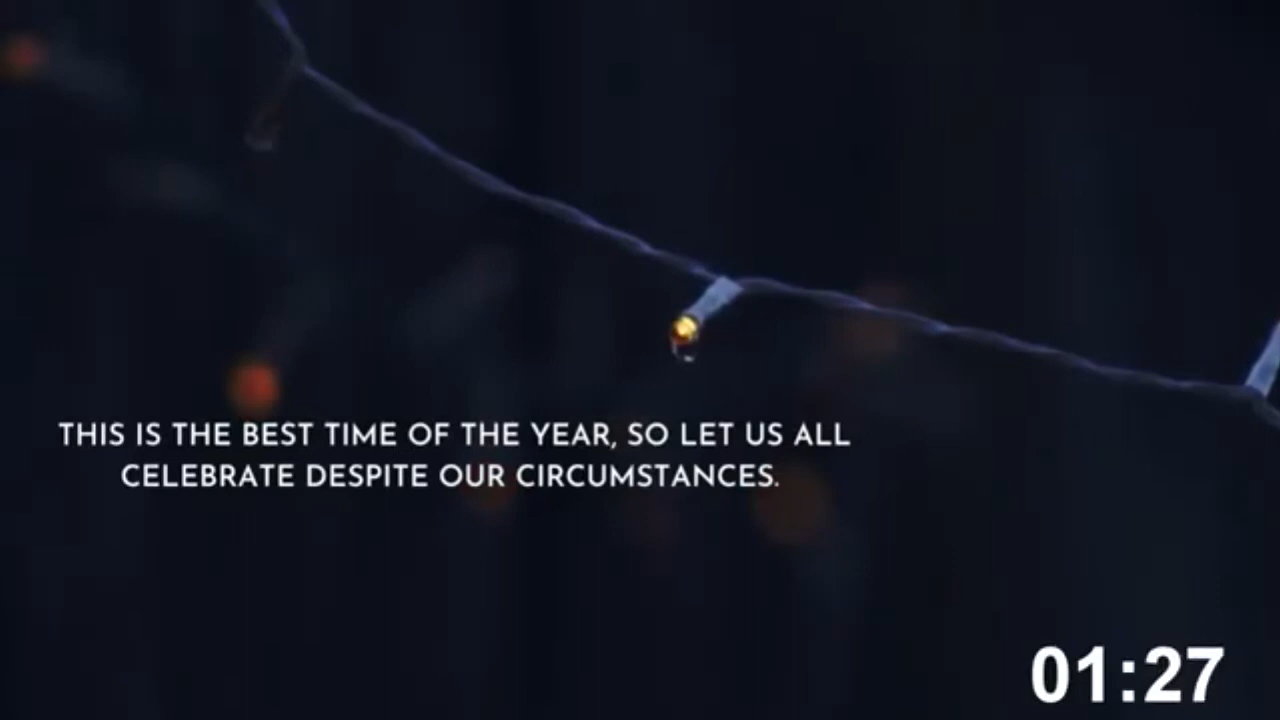 THIS IS THE BEST TIME OF THE YEAR, SO LET US ALL
CELEBRATE DESPITE OUR CIRCUMSTANCES.
01:27